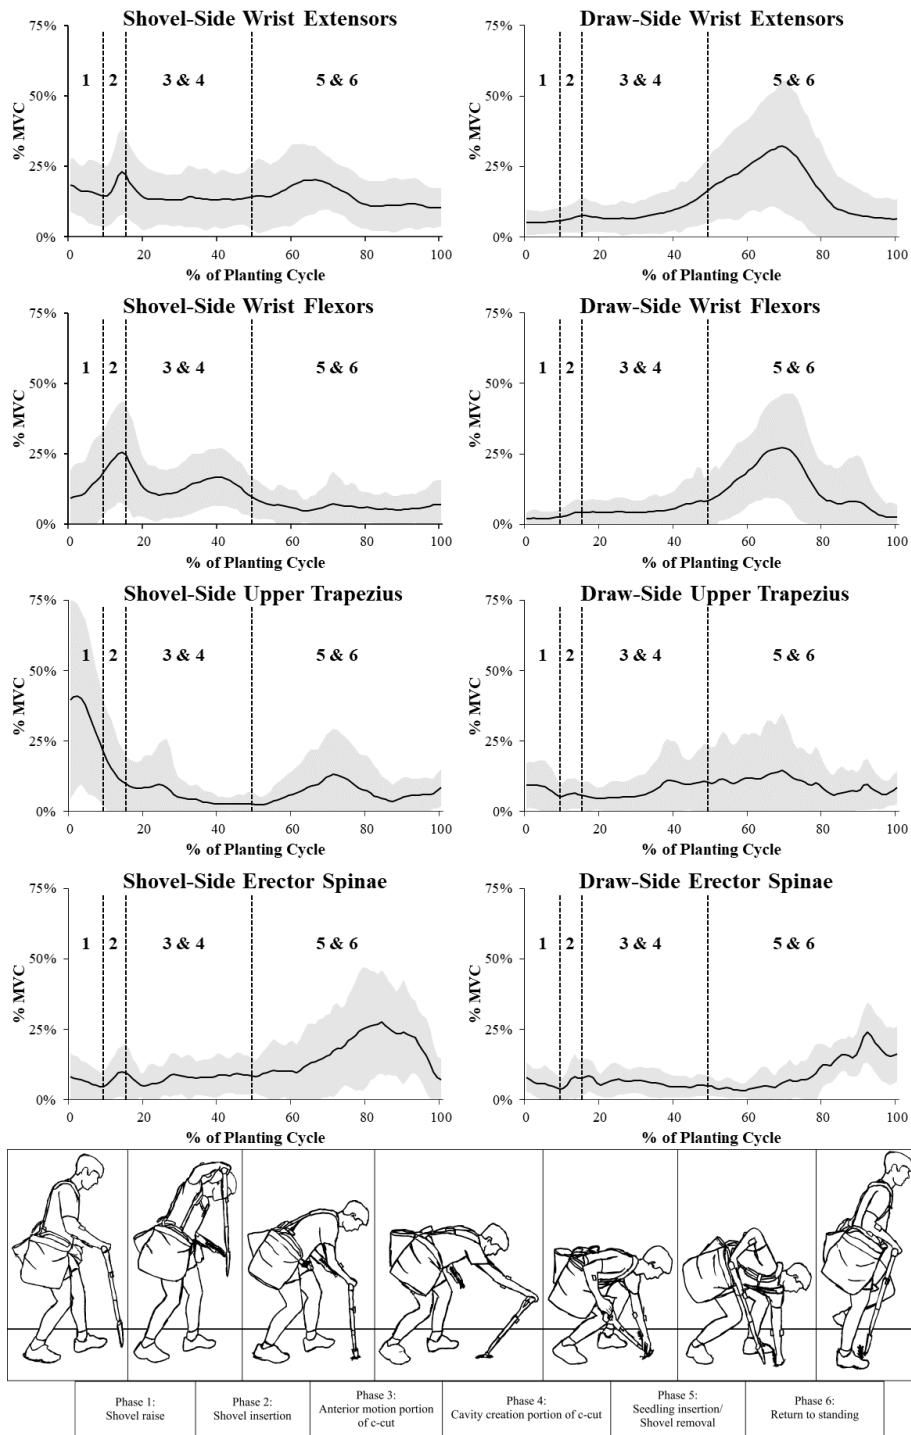 Shovel-Side Wrist Extensors
75%
50%
25%
0%
% MVC
1 2 3 & 4 5 & 6
0 20 40 60 80 100
% of Planting Cycle
Draw-Side Wrist Extensors
75%
50%
25%
0%
% MVC
1 2 3 & 4 5 & 6
0 20 40 60 80 100
% of Planting Cycle
Shovel-Side Wrist Flexors
75%
50%
25%
0%
% MVC
1 2 3 & 4 5 & 6
0 20 40 60 80 100
% of Planting Cycle
Draw-Side Wrist Flexors
75%
50%
25%
0%
% MVC
1 2 3 & 4 5 & 6
0 20 40 60 80 100
% of Planting Cycle
Shovel-Side Upper Trapezius
75%
50%
25%
0%
% MVC
1 2 3 & 4 5 & 6
0 20 40 60 80 100
% of Planting Cycle
Draw-Side Upper Trapezius
75%
50%
25%
0%
% MVC
1 2 3 & 4 5 & 6
0 20 40 60 80 100
% of Planting Cycle
Shovel-Side Erector Spinae
75%
50%
25%
0%
% MVC
1 2 3 & 4 5 & 6
0 20 40 60 80 100
% of Planting Cycle
Draw-Side Erector Spinae
75%
50%
25%
0%
% MVC
1 2 3 & 4 5 & 6
0 20 40 60 80 100
% of Planting Cycle
Phase 1:
Shovel raise
Phase 2:
Shovel insertion
Phase 3:
Anterior motion portion
of c-cut
Phase 4:
Cavity creation portion of c-cut
Phase 5:
Seedling insertion/
Shovel removal
Phase 6:
Return to standing